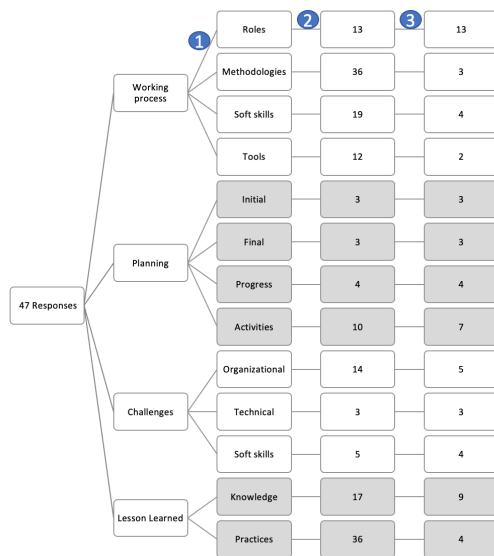 1 2 3
Roles 13 13
Methodologies 36 3
Working
process
Soft skills 19 4
Tools 12 2
Initial 3 3
Final 3 3
Planning
Progress 4 4
47 Responses
Activities 10 7
Organizational 14 5
Challenges Technical 3 3
Soft skills 5 4
Knowledge 17 9
Lesson Learned
Practices 36 4